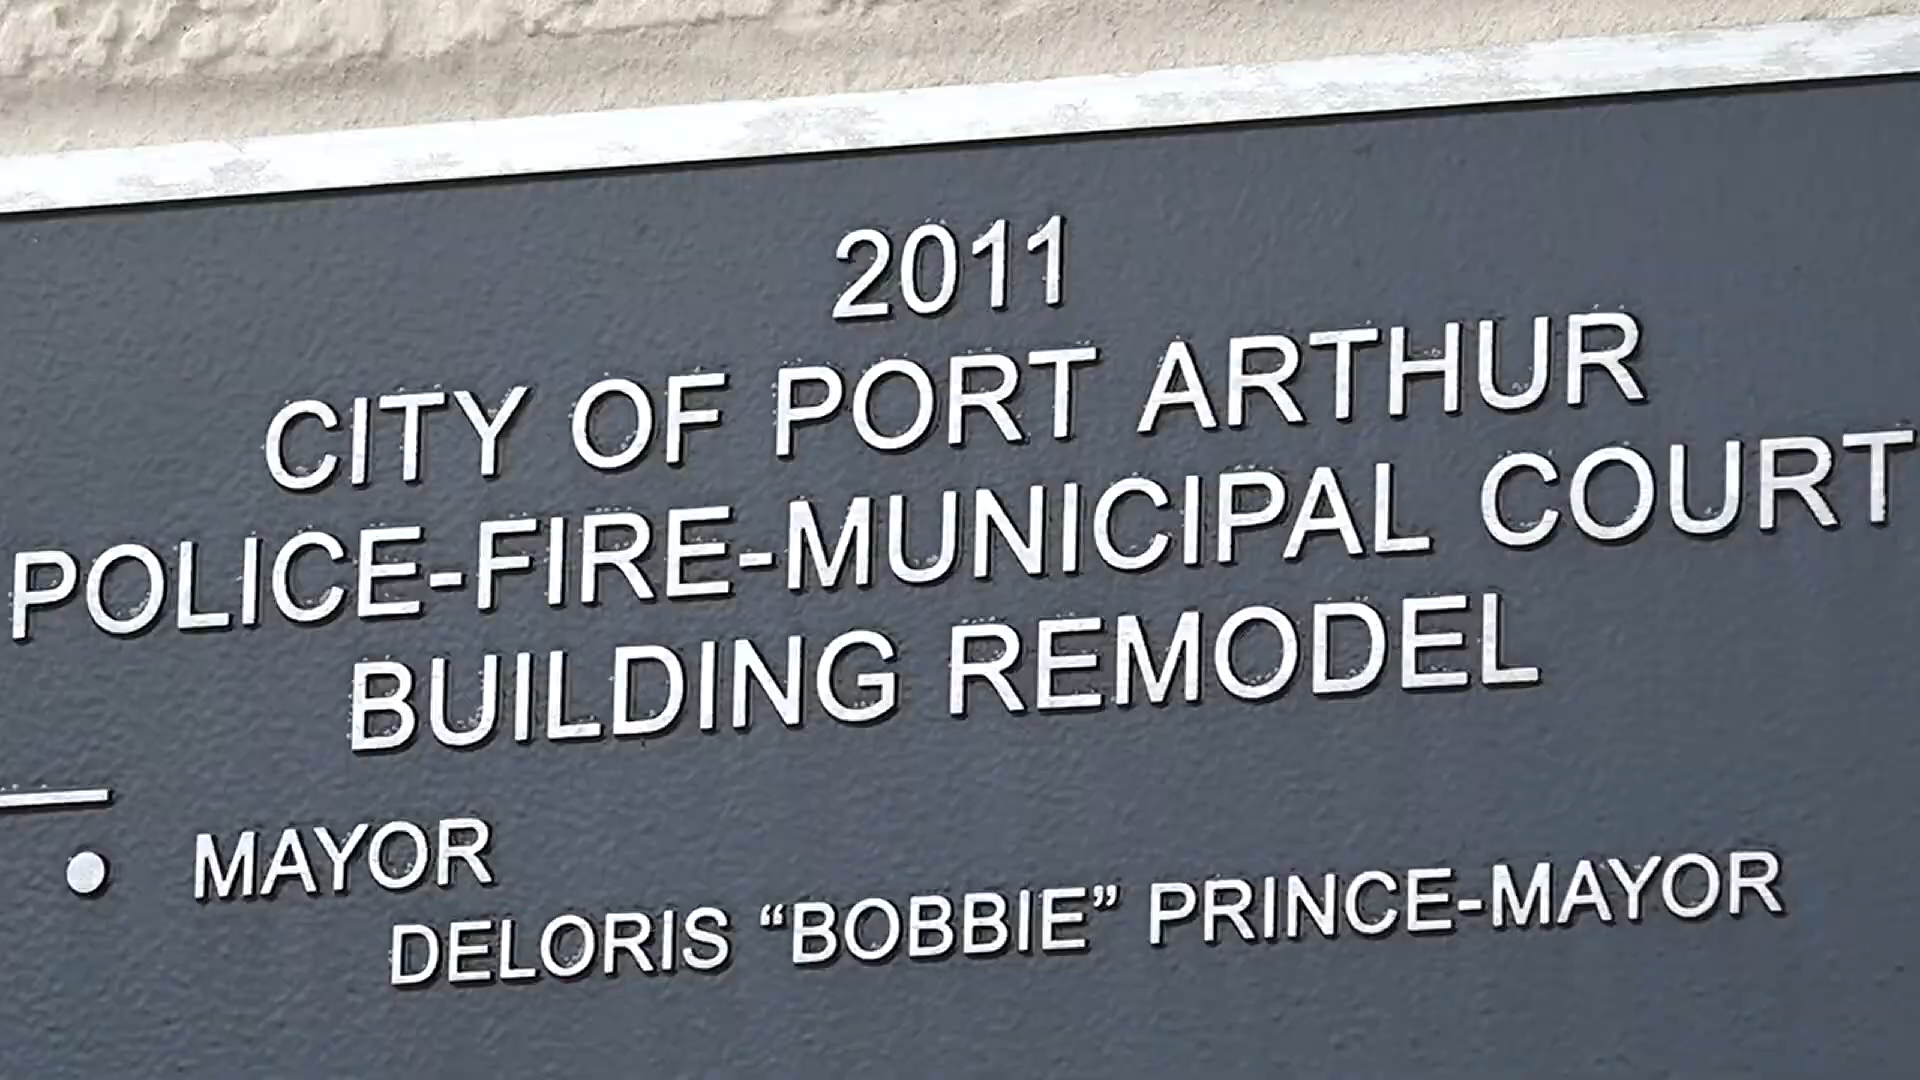 2011
CITY OF PORT ARTHUR
POLICE-FIRE-MUNICIPAL COURT
BUILDING REMODEL
• MAYOR
DELORIS “BOBBIE” PRINCE-MAYOR